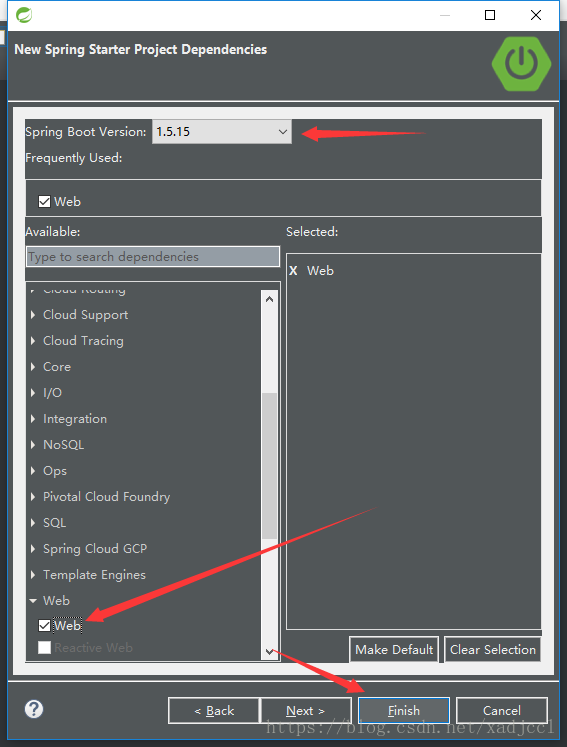 New Spring Starter Project Dependencies
Spring Boot Version: 1.5.15
Frequently Used:
Web
Available:
Selected:
Type to search dependencies
X Web
Cloud Routing
Cloud Support
Cloud Tracing
Core
I/O
Integration
NoSQL
Ops
Pivotal Cloud Foundry
SQL
Spring Cloud GCP
Template Engines
Web
Web
Reactive Web
Make Default
Clear Selection
?
< Back
Next >
Finish
Cancel
https://blog.csdn.net/xadjccl